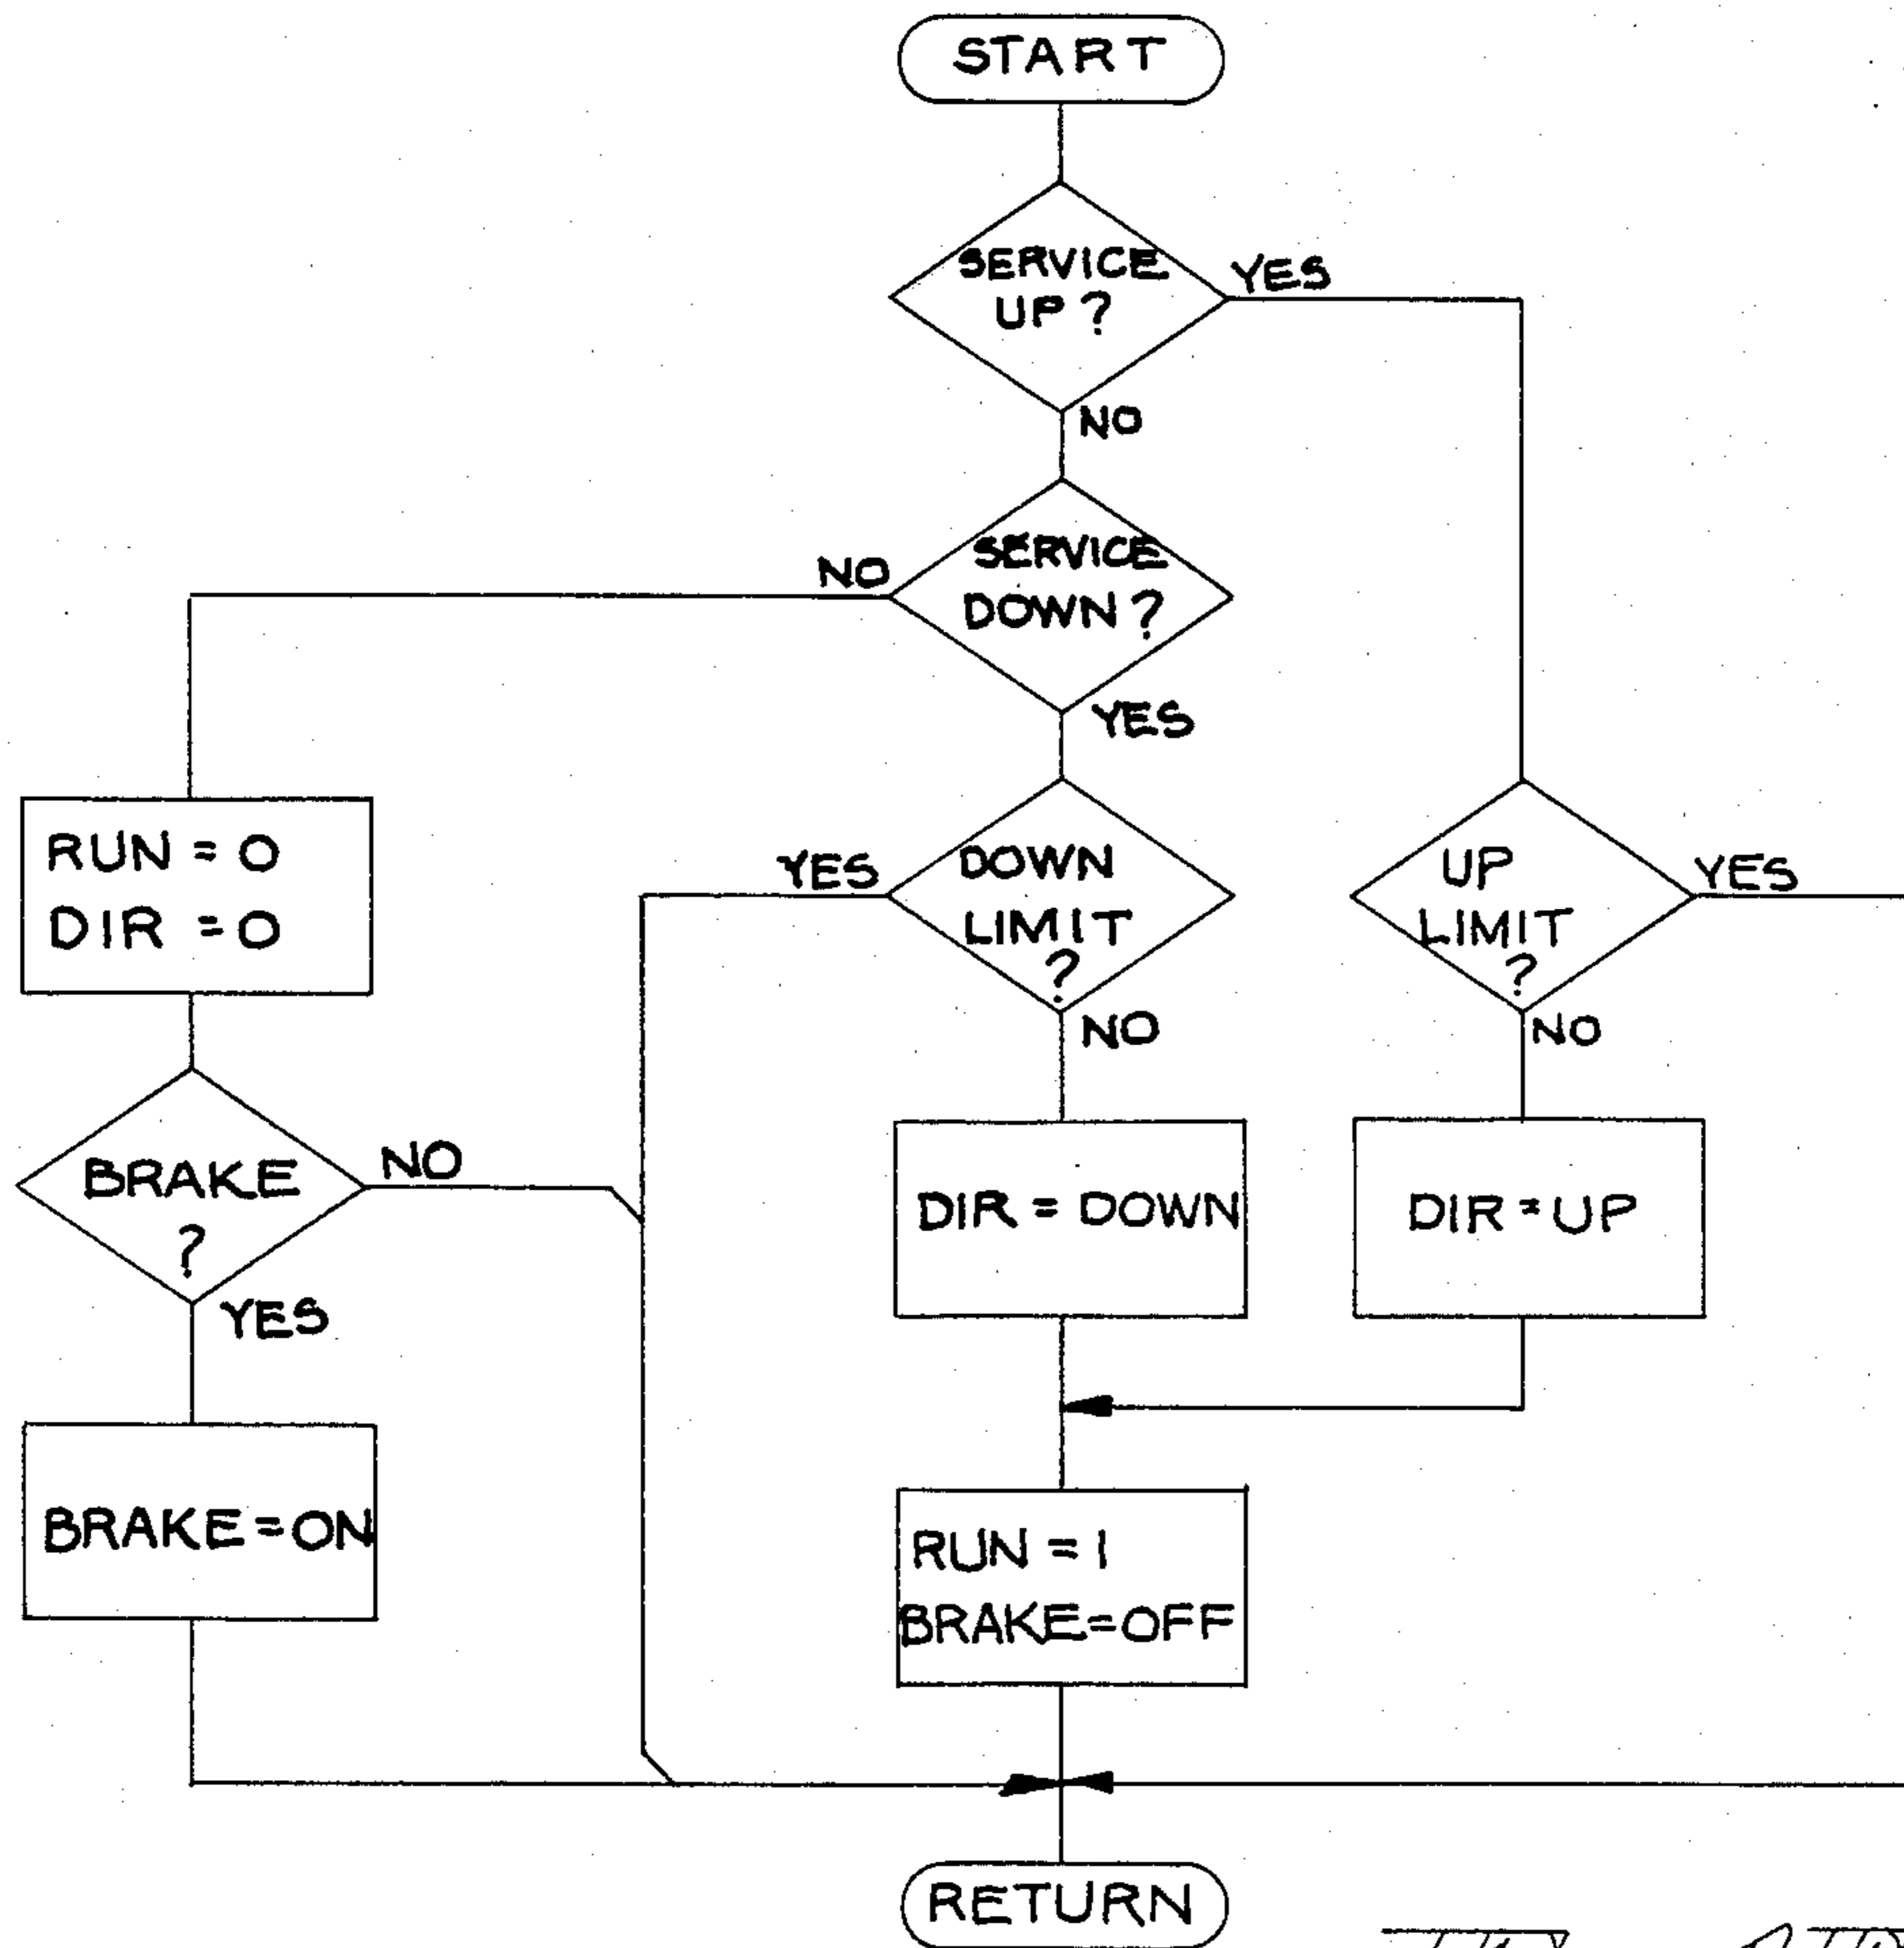 START
SERVICE
UP?
YES
NO
SERVICE
DOWN?
NO
YES
RUN = 0
DIR = 0
DOWN
LIMIT
?
YES
NO
UP
LIMIT
?
YES
NO
BRAKE
?
NO
YES
DIR = DOWN
DIR = UP
BRAKE = ON
RUN = 1
BRAKE = OFF
RETURN